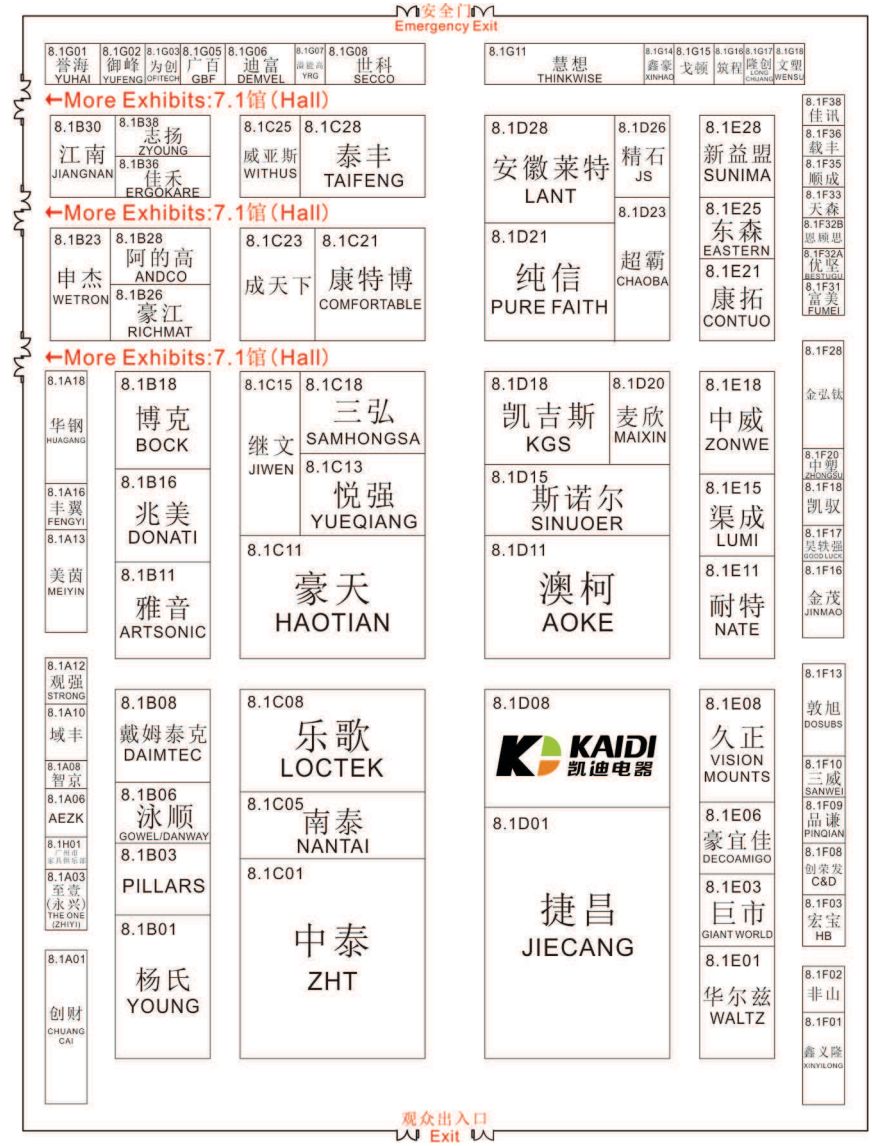 安全门
Emergency Exit
8.1G01
誉海
YUHAI
8.1G02
御峰
YUFENG
8.1G03
为创
OFITECH
8.1G05
广百
GBF
8.1G06
迪富
DEMVEL
8.1G07
YRG
8.1G08
世科
SECCO
8.1G11
慧想
THINKWISE
8.1G14
鑫豪
XINHAO
8.1G15
戈顿
8.1G16
筑程
8.1G17
隆创
LONG
CHUANG
8.1G18
文塑
WENSU
←More Exhibits:7.1馆(Hall)
8.1B30
江南
JIANGNAN
8.1B38
志扬
ZYOUNG
8.1B36
佳禾
ERGOKARE
8.1C25
威亚斯
WITHUS
8.1C28
泰丰
TAIFENG
8.1D28
安徽莱特
LANT
8.1D26
精石
JS
8.1D23
超霸
CHAOBA
8.1D21
纯信
PURE FAITH
8.1E28
新益盟
SUNIMA
8.1E25
东森
EASTERN
8.1E21
康拓
CONTUO
8.1F38
佳讯
8.1F36
载丰
8.1F35
顺成
8.1F33
天森
8.1F32B
恩顾思
8.1F32A
优坚
BESTUGU
8.1F31
富美
FUMEI
←More Exhibits:7.1馆(Hall)
8.1B23
申杰
WETRON
8.1B28
阿的高
ANDCO
8.1B26
豪江
RICHMAT
8.1C23
成天下
8.1C21
康特博
COMFORTABLE
←More Exhibits:7.1馆(Hall)
8.1A18
华钢
HUAGANG
8.1A16
丰翼
FENGYI
8.1A13
美茵
MEIYIN
8.1B18
博克
BOCK
8.1B16
兆美
DONATI
8.1B11
雅音
ARTSONIC
8.1C15
继文
JIWEN
8.1C18
三弘
SAMHONGSA
8.1C13
悦强
YUEQIANG
8.1C11
豪天
HAOTIAN
8.1D18
凯吉斯
KGS
8.1D20
麦欣
MAIXIN
8.1D15
斯诺尔
SINUOER
8.1D11
澳柯
AOKE
8.1E18
中威
ZONWE
8.1E15
渠成
LUMI
8.1E11
耐特
NATE
8.1F28
金弘钛
8.1F20
中塑
ZHONGSU
8.1F18
凯驭
8.1F17
吴轶强
GOOD LUCK
8.1F16
金茂
JINMAO
8.1A12
观强
STRONG
8.1A10
域丰
8.1A08
智京
8.1A06
AEZK
8.1H01
广州市
家具俱乐部
8.1A03
至壹
(永兴)
THE ONE
(ZHIYI)
8.1A01
创财
CHUANG
CAI
8.1B08
戴姆泰克
DAIMTEC
8.1B06
泳顺
GOWEL/DANWAY
8.1B03
PILLARS
8.1B01
杨氏
YOUNG
8.1C08
乐歌
LOCTEK
8.1C05
南泰
NANTAI
8.1C01
中泰
ZHT
8.1D08
KAIDI
凯迪电器
8.1D01
捷昌
JIECANG
8.1E08
久正
VISION
MOUNTS
8.1E06
豪宜佳
DECOAMIGO
8.1E03
巨市
GIANT WORLD
8.1E01
华尔兹
WALTZ
8.1F13
敦旭
DOSUBS
8.1F10
三威
SANWEI
8.1F09
品谦
PINQIAN
8.1F08
创荣发
C&D
8.1F03
宏宝
HB
8.1F02
非山
8.1F01
鑫义隆
XINYILONG
观众出入口
Exit